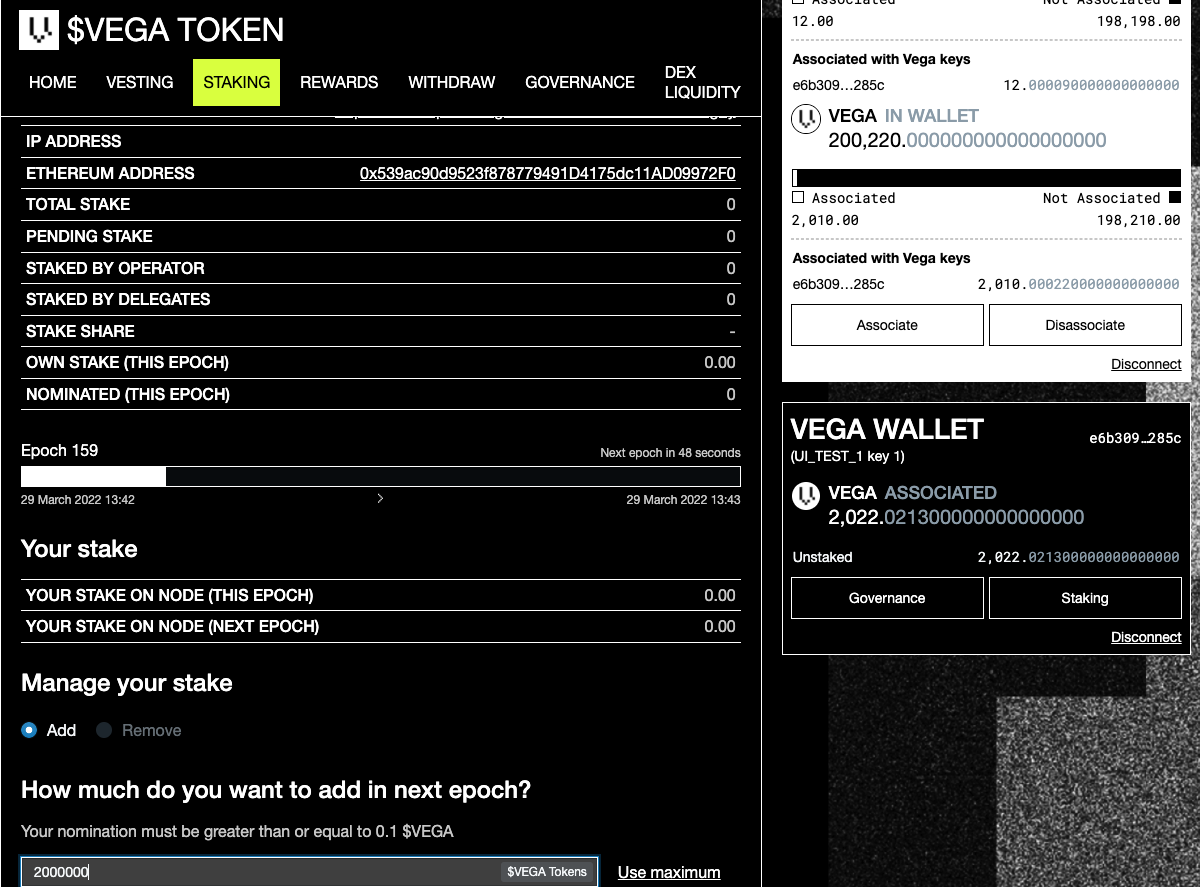 $VEGA TOKEN
HOME VESTING STAKING REWARDS WITHDRAW GOVERNANCE DEX LIQUIDITY
IP ADDRESS
ETHEREUM ADDRESS 0x539ac90d9523f878779491D4175dc11AD09972F0
TOTAL STAKE 0
PENDING STAKE 0
STAKED BY OPERATOR 0
STAKED BY DELEGATES 0
STAKE SHARE -
OWN STAKE (THIS EPOCH) 0.00
NOMINATED (THIS EPOCH) 0
Epoch 159 Next epoch in 48 seconds
29 March 2022 13:42 29 March 2022 13:43
Your stake
YOUR STAKE ON NODE (THIS EPOCH) 0.00
YOUR STAKE ON NODE (NEXT EPOCH) 0.00
Manage your stake
Add Remove
How much do you want to add in next epoch?
Your nomination must be greater than or equal to 0.1 $VEGA
2000000 $VEGA Tokens Use maximum
Associated Not Associated
12.00 198,198.00
Associated with Vega keys
e6b309…285c 12.000090000000000000
VEGA IN WALLET
200,220.000000000000000000
Associated Not Associated
2,010.00 198,210.00
Associated with Vega keys
e6b309…285c 2,010.000220000000000000
Associate Disassociate
Disconnect
VEGA WALLET e6b309…285c
(UI_TEST_1 key 1)
VEGA ASSOCIATED
2,022.021300000000000000
Unstaked 2,022.021300000000000000
Governance Staking
Disconnect